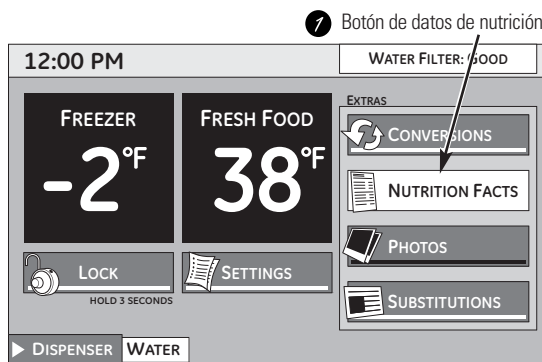 1 Botón de datos de nutrición
12:00 PM
WATER FILTER: GOOD
EXTRAS
FREEZER
-2°F
FRESH FOOD
38°F
CONVERSIONS
NUTRITION FACTS
PHOTOS
SUBSTITUTIONS
LOCK
HOLD 3 SECONDS
SETTINGS
DISPENSER WATER